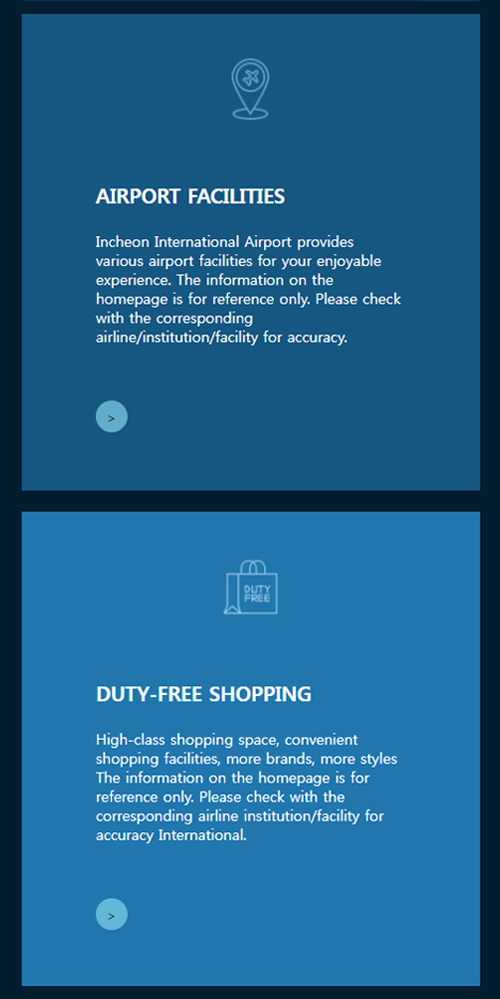 AIRPORT FACILITIES
Incheon International Airport provides
various airport facilities for your enjoyable
experience. The information on the
homepage is for reference only. Please check
with the corresponding
airline/institution/facility for accuracy.
>
DUTY
FREE
DUTY-FREE SHOPPING
High-class shopping space, convenient
shopping facilities, more brands, more styles
The information on the homepage is for
reference only. Please check with the
corresponding airline institution/facility for
accuracy International.
>